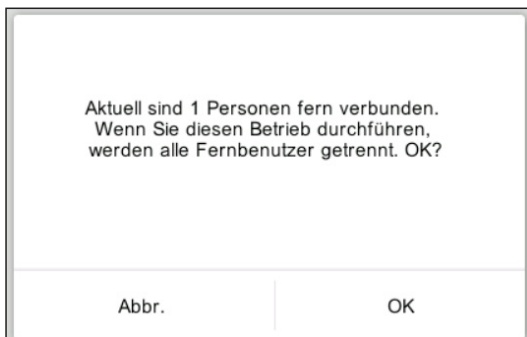 Aktuell sind 1 Personen fern verbunden.
Wenn Sie diesen Betrieb durchführen,
werden alle Fernbenutzer getrennt. OK?
Abbr.
OK